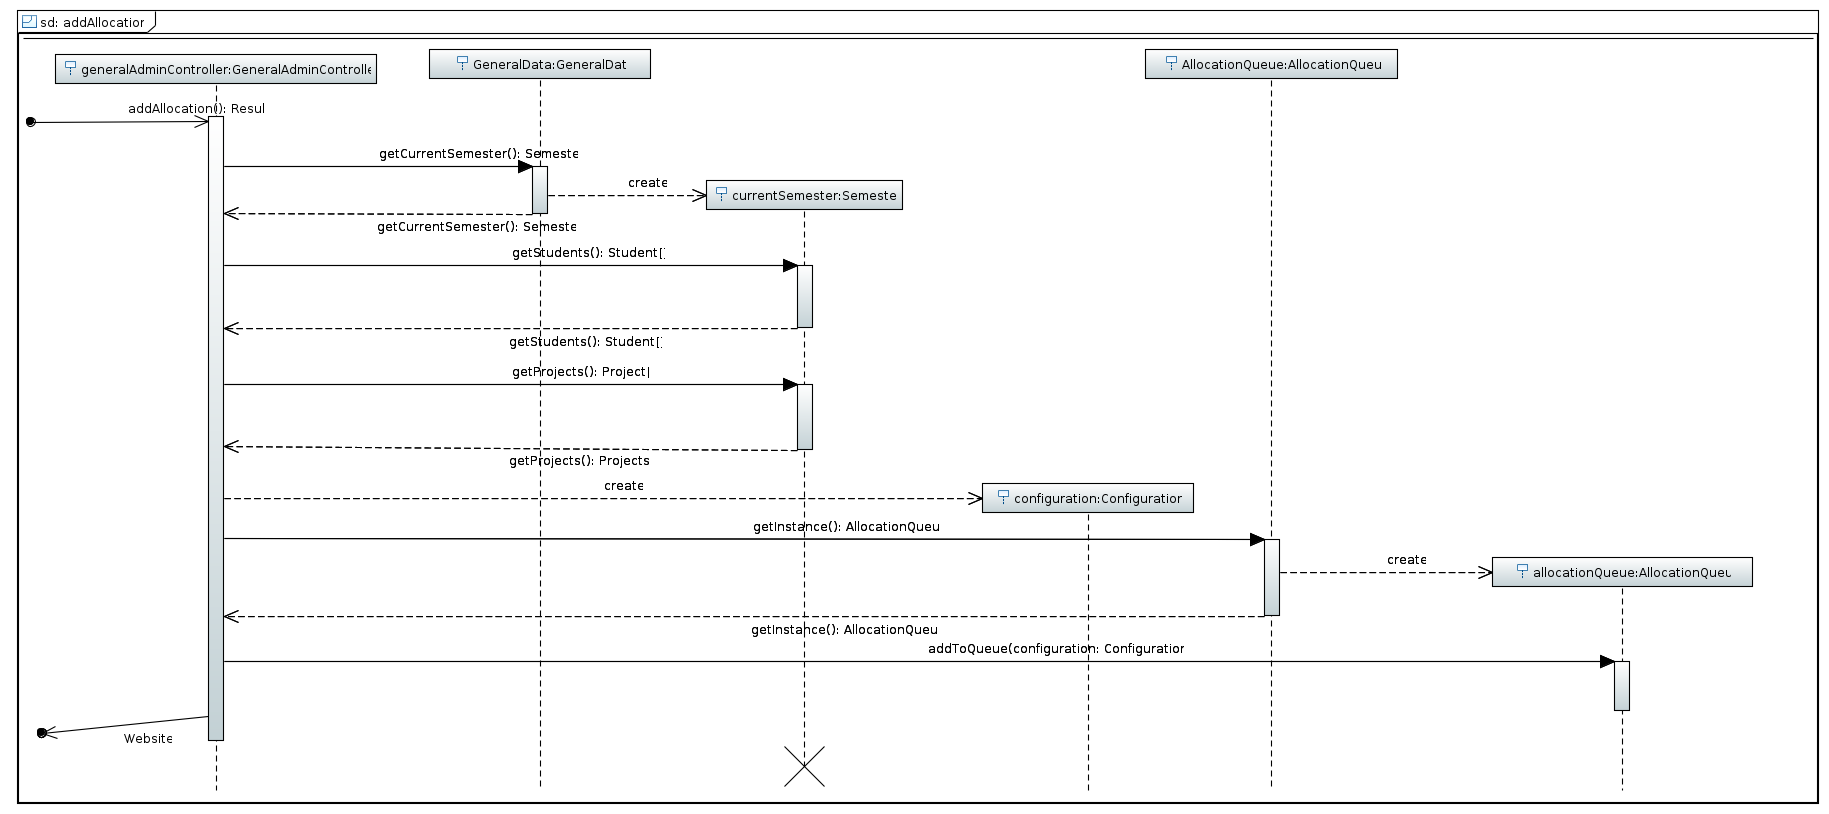 sd: addAllocatior
generalAdminController:GeneralAdminControlle
GeneralData:GeneralDat
AllocationQueue:AllocationQueu
addAllocation(): Resul
getCurrentSemester(): Semeste
create
currentSemester:Semeste
getCurrentSemester(): Semeste
getStudents(): Student[]
getStudents(): Student[]
getProjects(): Project|
getProjects(): Projects
create
configuration:Configuratior
getInstance(): AllocationQueu
create
allocationQueue:AllocationQueu
getInstance(): AllocationQueu
addToQueue(configuration: Configuratior
Website